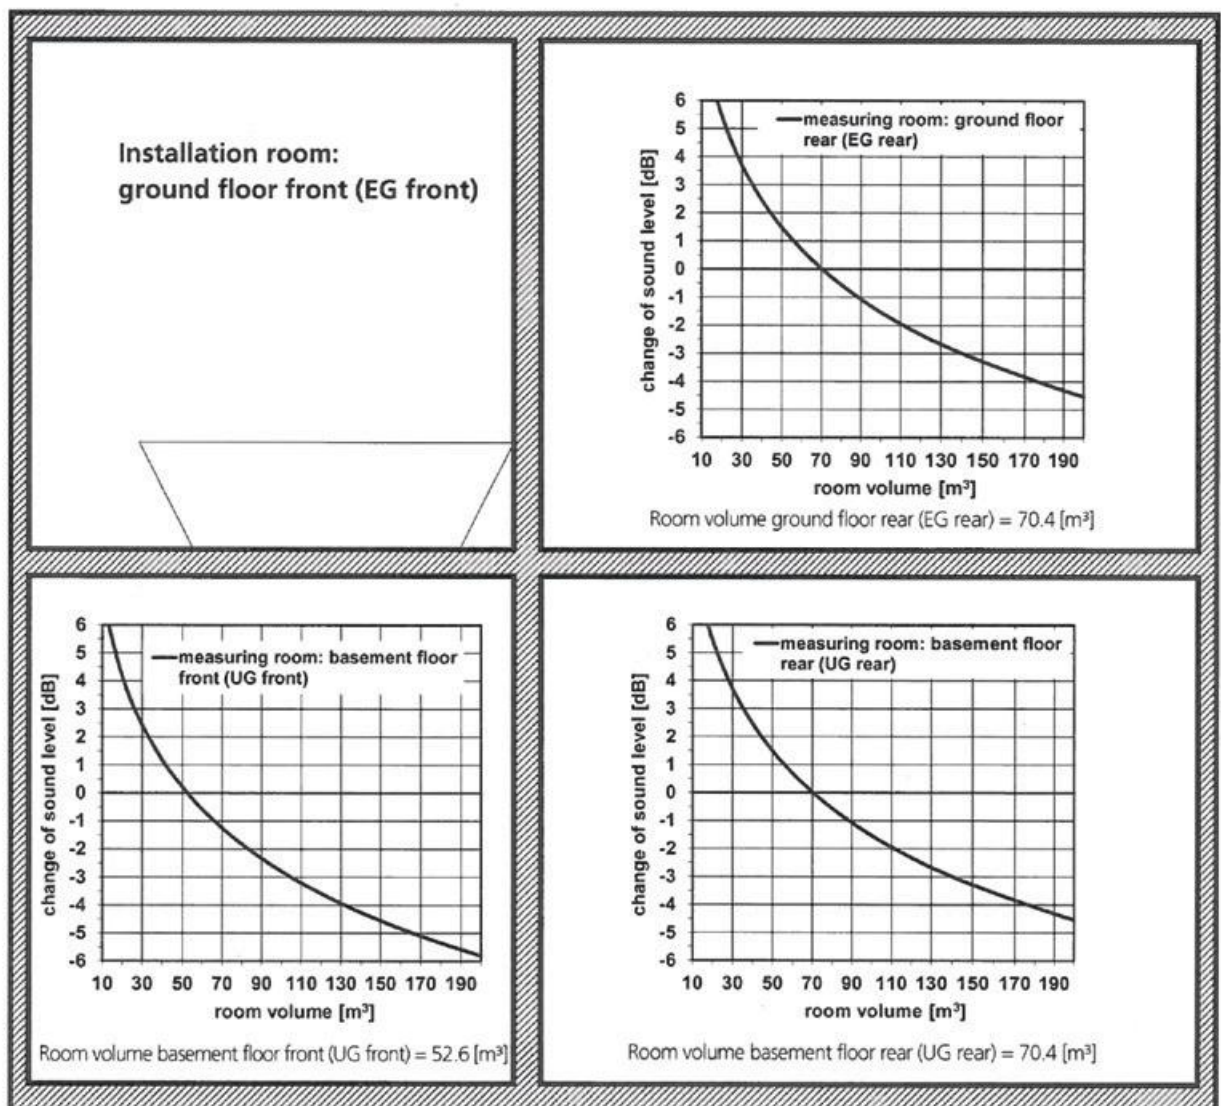 Installation room:
ground floor front (EG front)
6
5
4
3
2
1
0
-1
-2
-3
-4
-5
-6
change of sound level [dB]
measuring room: ground floor
rear (EG rear)
10 30 50 70 90 110 130 150 170 190
room volume [m³]
Room volume ground floor rear (EG rear) = 70.4 [m³]
6
5
4
3
2
1
0
-1
-2
-3
-4
-5
-6
change of sound level [dB]
measuring room: basement floor
front (UG front)
10 30 50 70 90 110 130 150 170 190
room volume [m³]
Room volume basement floor front (UG front) = 52.6 [m³]
6
5
4
3
2
1
0
-1
-2
-3
-4
-5
-6
change of sound level [dB]
measuring room: basement floor
rear (UG rear)
10 30 50 70 90 110 130 150 170 190
room volume [m³]
Room volume basement floor rear (UG rear) = 70.4 [m³]